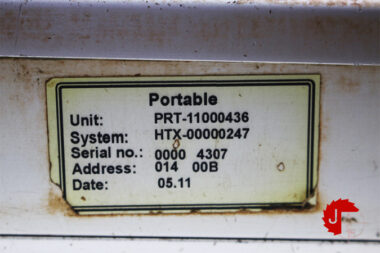 Portable
Unit: PRT-11000436
System: HTX-00000247
Serial no.: 0000 4307
Address: 014 00B
Date: 05.11
J